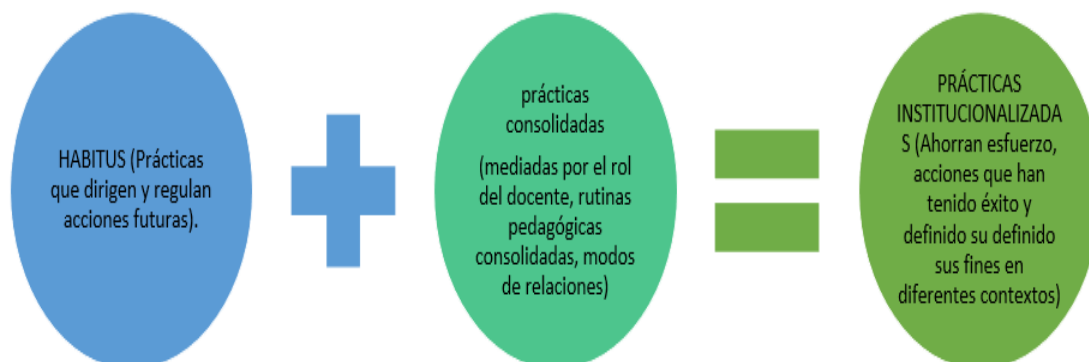 HABITUS (Prácticas
que dirigen y regulan
acciones futuras).
prácticas
consolidadas
(mediadas por el rol
del docente, rutinas
pedagógicas
consolidadas, modos
de relaciones)
PRÁCTICAS
INSTITUCIONALIZADA
S (Ahorran esfuerzo,
acciones que han
tenido éxito y
definido su definido
sus fines en
diferentes contextos)